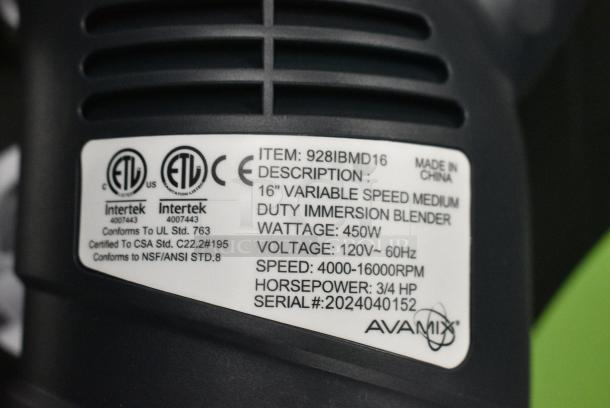 ETL
C US
Intertek
4007443
ETL
Intertek
4007443
CE
Conforms To UL Std. 763
Certified To CSA Std. C22.2#195
Conforms to NSF/ANSI STD.8
ITEM: 928IBMD16
DESCRIPTION :
16" VARIABLE SPEED MEDIUM
DUTY IMMERSION BLENDER
WATTAGE: 450W
VOLTAGE: 120V~ 60Hz
SPEED: 4000-16000RPM
HORSEPOWER: 3/4 HP
SERIAL#:2024040152
MADE IN
CHINA
AVAMIX®